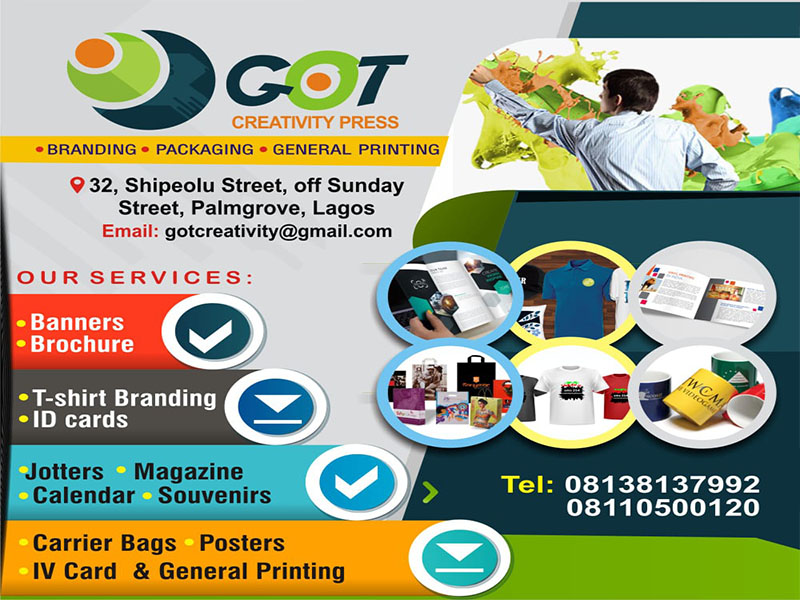 GOT
CREATIVITY PRESS
• BRANDING • PACKAGING • GENERAL PRINTING
32, Shipeolu Street, off Sunday
Street, Palmgrove, Lagos
Email: gotcreativity@gmail.com
OUR SERVICES:
• Banners
• Brochure
• T-shirt Branding
• ID cards
• Jotters • Magazine
• Calendar • Souvenirs
• Carrier Bags • Posters
• IV Card & General Printing
Tel: 08138137992
08110500120